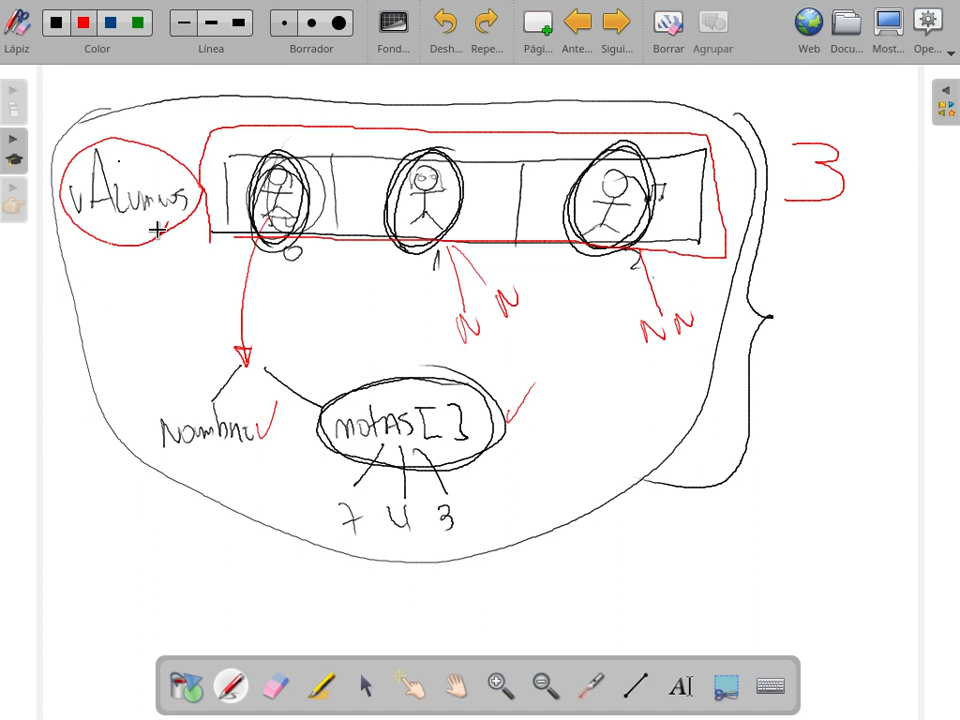 Lápiz Color Línea Borrador Fond... Desh... Repe... Pági... Ante... Sigui... Borrar Agrupar Web Docu... Most... Ope...
3
vAlumnos
0 1 2
N N N N
Nombre notas[]
7 4 3
AI